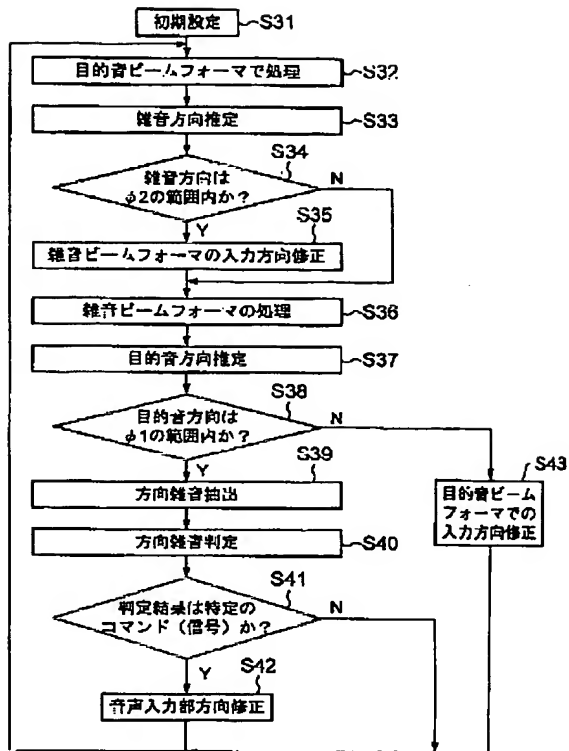 初期設定 S31
目的音ビームフォーマで処理 S32
雑音方向推定 S33
S34
雑音方向は
φ2の範囲内か？
N
Y
S35
雑音ビームフォーマの入力方向修正
雑音ビームフォーマの処理 S36
目的音方向推定 S37
S38
目的音方向は
φ1の範囲内か？
N
Y
S39
方向雑音抽出
方向雑音判定 S40
S43
目的音ビーム
フォーマでの
入力方向修正
S41
判定結果は特定の
コマンド（信号）か？
N
Y
S42
音声入力部方向修正